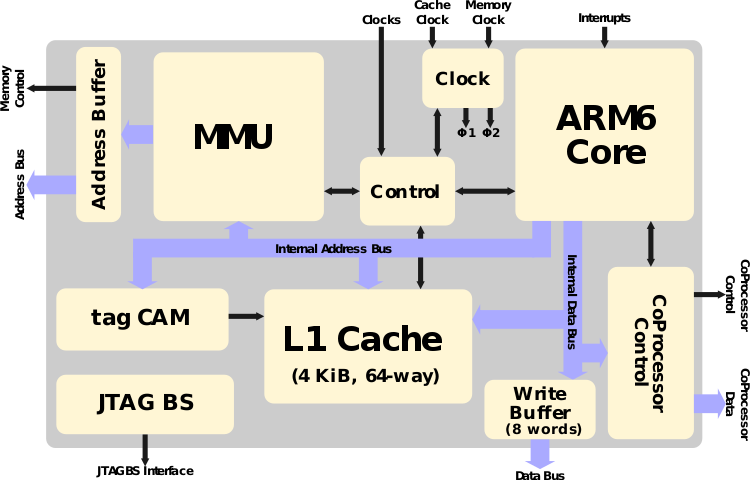 Cache
Clock
Memory
Clock
Clocks
Interrupts
Memory
Control
Address Bus
Address Buffer
MMU
Clock
Φ1 Φ2
ARM6
Core
Control
Internal Address Bus
Internal Data Bus
tag CAM
L1 Cache
(4 KiB, 64-way)
CoProcessor
Control
CoProcessor
Control
CoProcessor
Data
JTAG BS
Write
Buffer
(8 words)
JTAGBS Interface
Data Bus